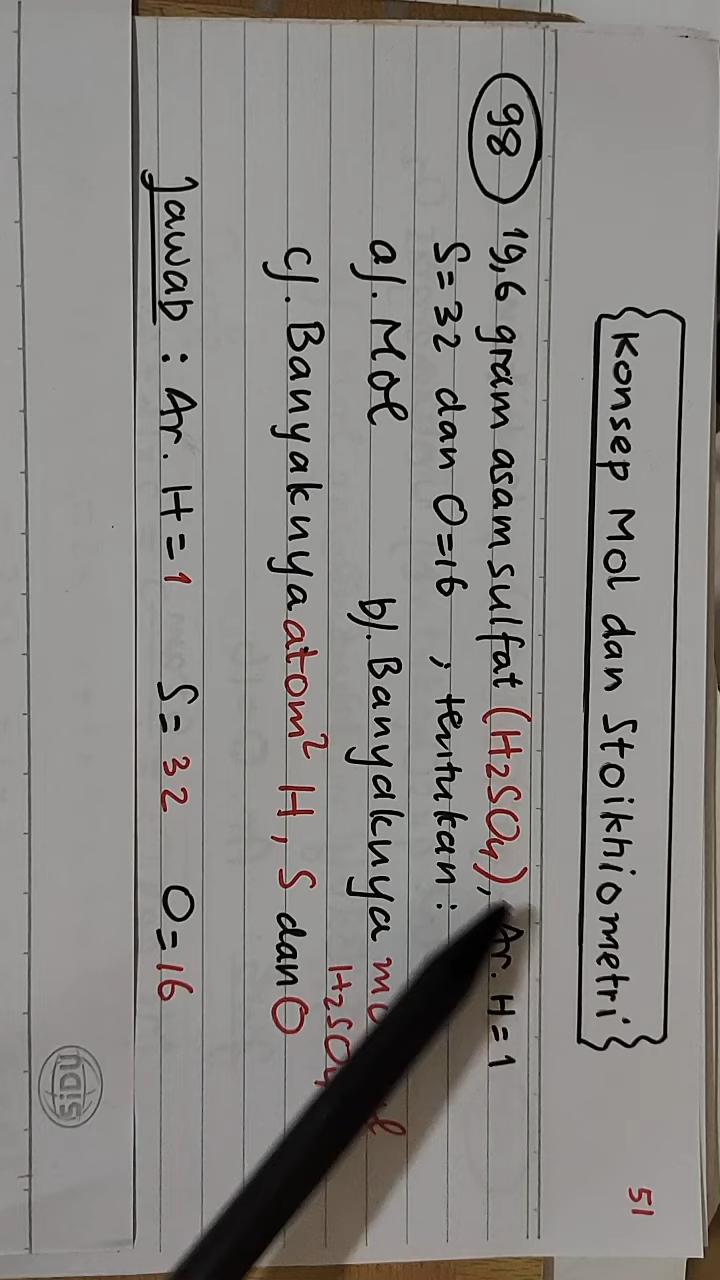 51
Konsep Mol dan Stoikhiometri
98 19,6 gram asam sulfat (H2SO4), Ar. H=1
S=32 dan O=16, tentukan:
a/. Mol b/. Banyaknya
H2SO4
c/. Banyaknya atom² H, S dan O
Jawab : Ar. H=1 S=32 O=16
SiDU